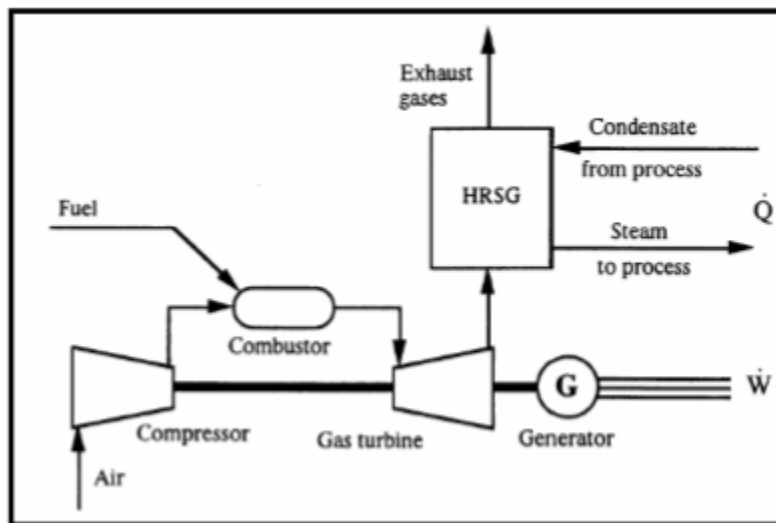 Exhaust
gases
Condensate
from process
HRSG
Q̇
Steam
to process
Fuel
Combustor
G
Ẇ
Compressor
Gas turbine
Generator
Air